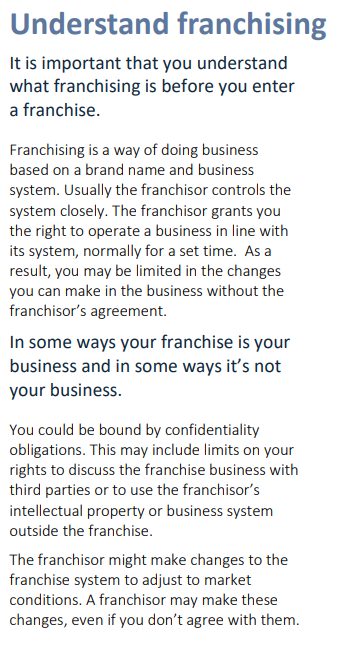 Understand franchising
It is important that you understand
what franchising is before you enter
a franchise.
Franchising is a way of doing business
based on a brand name and business
system. Usually the franchisor controls the
system closely. The franchisor grants you
the right to operate a business in line with
its system, normally for a set time.  As a
result, you may be limited in the changes
you can make in the business without the
franchisor’s agreement.
In some ways your franchise is your
business and in some ways it’s not
your business.
You could be bound by confidentiality
obligations. This may include limits on your
rights to discuss the franchise business with
third parties or to use the franchisor’s
intellectual property or business system
outside the franchise.
The franchisor might make changes to the
franchise system to adjust to market
conditions. A franchisor may make these
changes, even if you don’t agree with them.